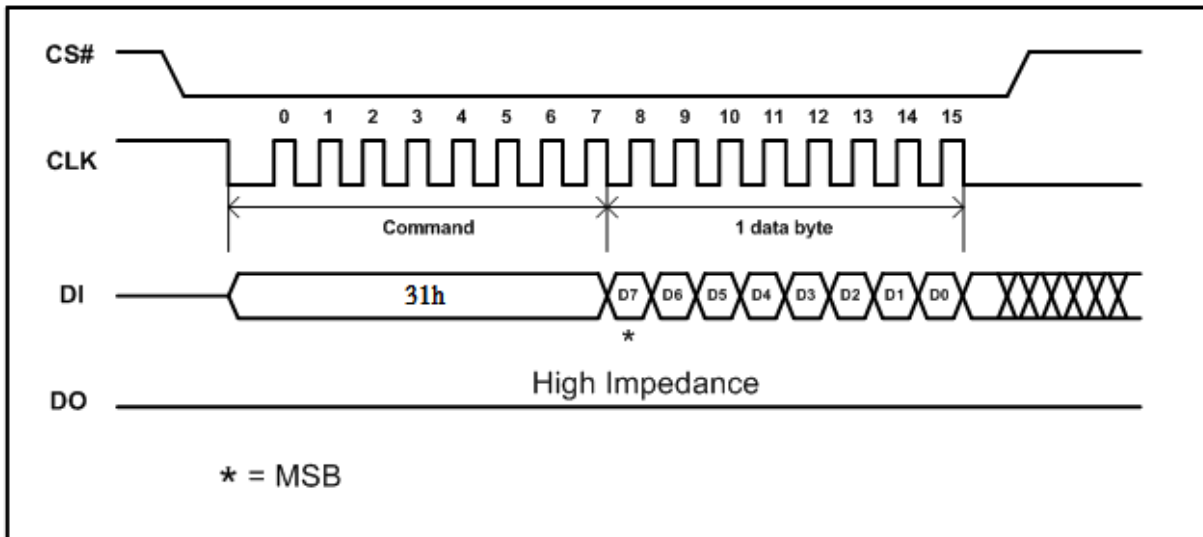 CS#
0 1 2 3 4 5 6 7 8 9 10 11 12 13 14 15
CLK
Command 1 data byte
DI 31h D7 D6 D5 D4 D3 D2 D1 D0
*
High Impedance
DO
* = MSB